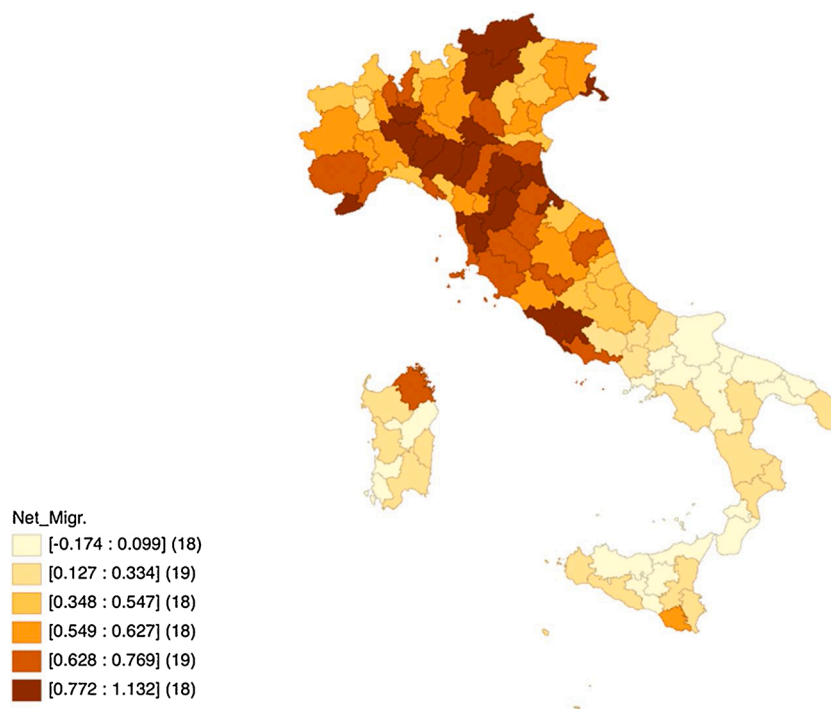 Net_Migr.
[-0.174 : 0.099] (18)
[0.127 : 0.334] (19)
[0.348 : 0.547] (18)
[0.549 : 0.627] (18)
[0.628 : 0.769] (19)
[0.772 : 1.132] (18)